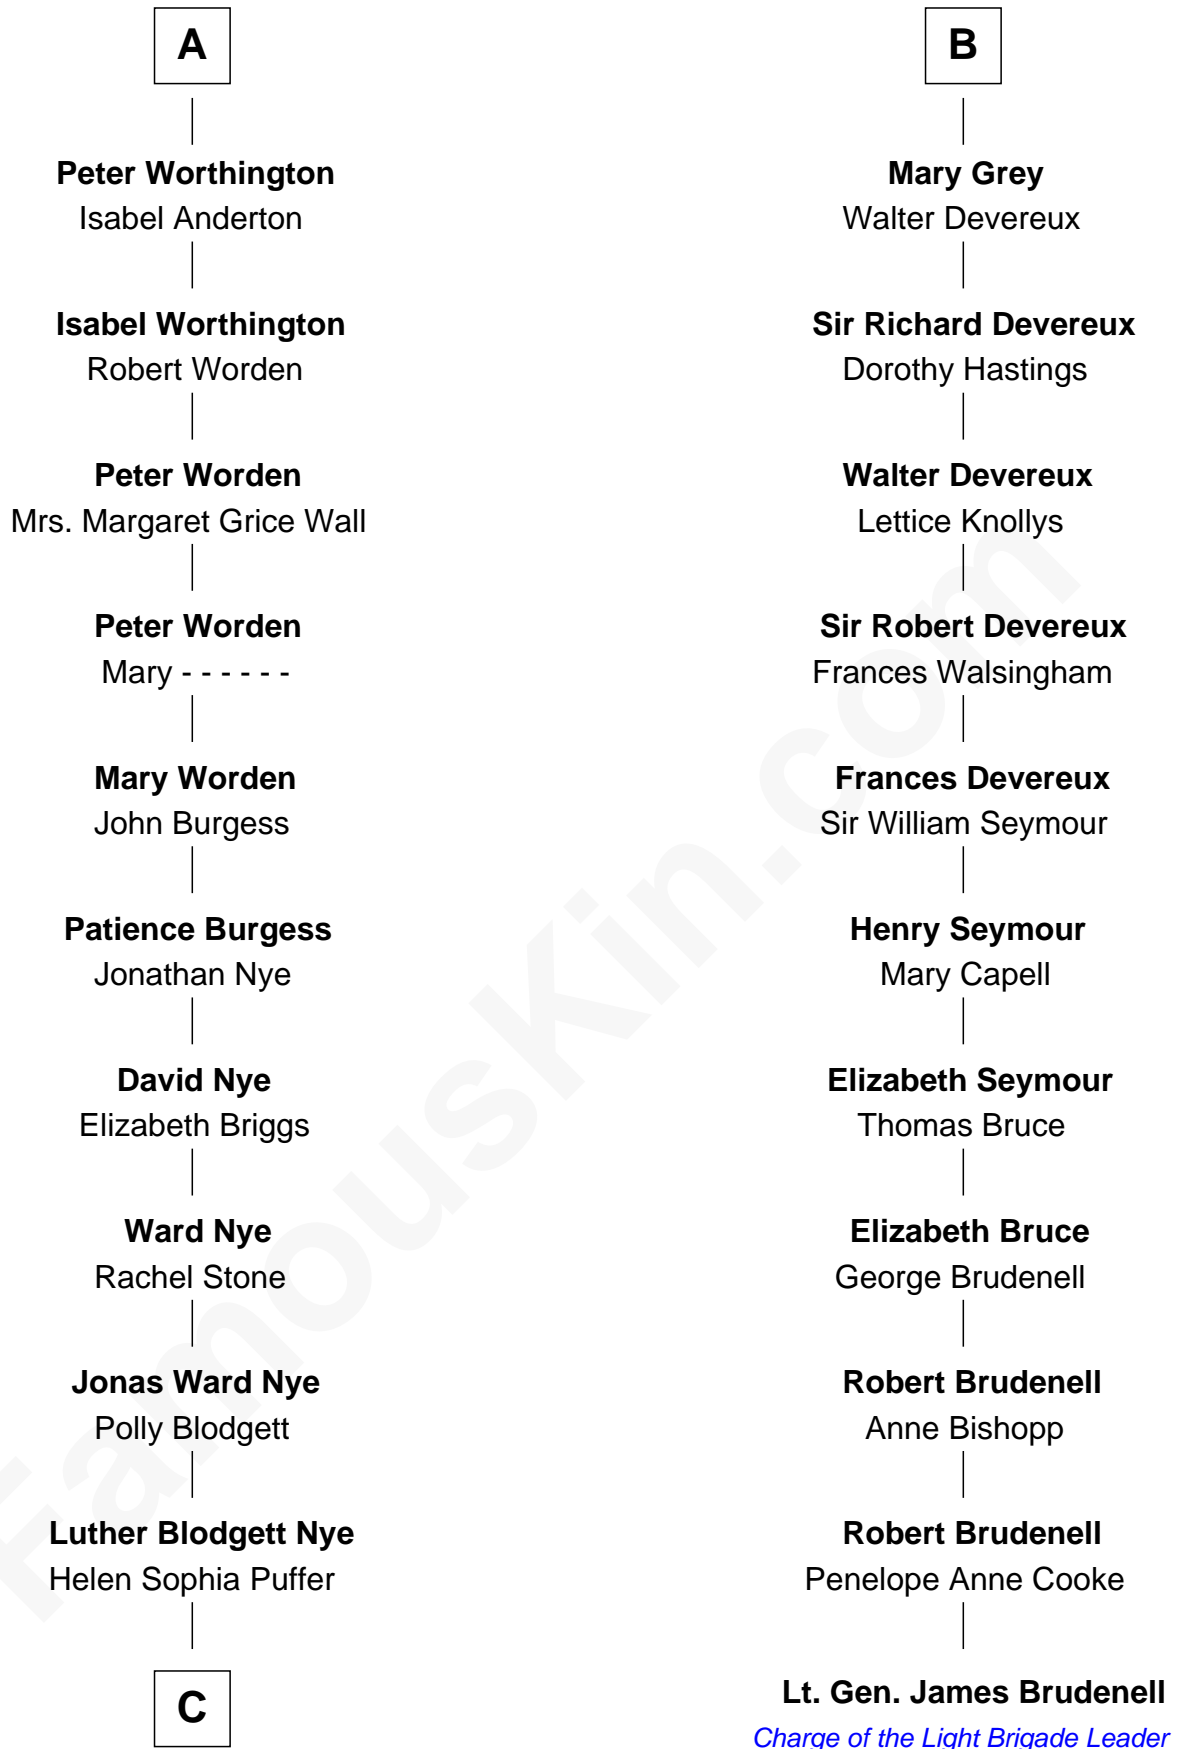 A
Peter Worthington
Isabel Anderton
Isabel Worthington
Robert Worden
Peter Worden
Mrs. Margaret Grice Wall
Peter Worden
Mary - - - - - -
Mary Worden
John Burgess
Patience Burgess
Jonathan Nye
David Nye
Elizabeth Briggs
Ward Nye
Rachel Stone
Jonas Ward Nye
Polly Blodgett
Luther Blodgett Nye
Helen Sophia Puffer
C
B
Mary Grey
Walter Devereux
Sir Richard Devereux
Dorothy Hastings
Walter Devereux
Lettice Knollys
Sir Robert Devereux
Frances Walsingham
Frances Devereux
Sir William Seymour
Henry Seymour
Mary Capell
Elizabeth Seymour
Thomas Bruce
Elizabeth Bruce
George Brudenell
Robert Brudenell
Anne Bishopp
Robert Brudenell
Penelope Anne Cooke
Lt. Gen. James Brudenell
Charge of the Light Brigade Leader
FamousKin.com